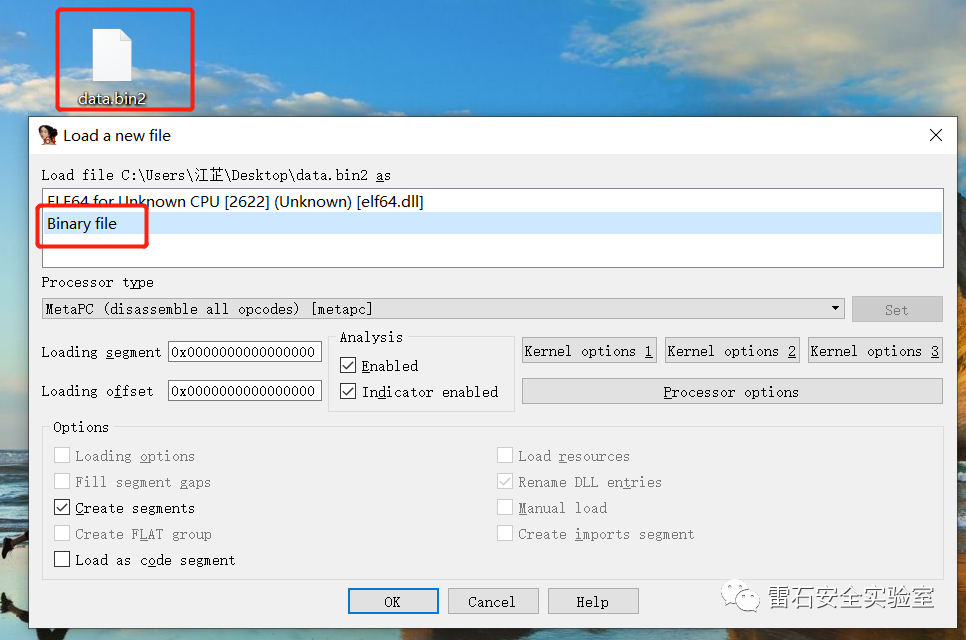 data.bin2
Load a new file
Load file C:\Users\江芷\Desktop\data.bin2 as
ELF64 for Unknown CPU [2622] (Unknown) [elf64.dll]
Binary file
Processor type
MetaPC (disassemble all opcodes) [metapc]
Set
Loading segment 0x0000000000000000
Loading offset 0x0000000000000000
Analysis
Enabled
Indicator enabled
Kernel options 1 Kernel options 2 Kernel options 3
Processor options
Options
Loading options
Fill segment gaps
Create segments
Create FLAT group
Load as code segment
Load resources
Rename DLL entries
Manual load
Create imports segment
OK Cancel Help
雷石安全实验室